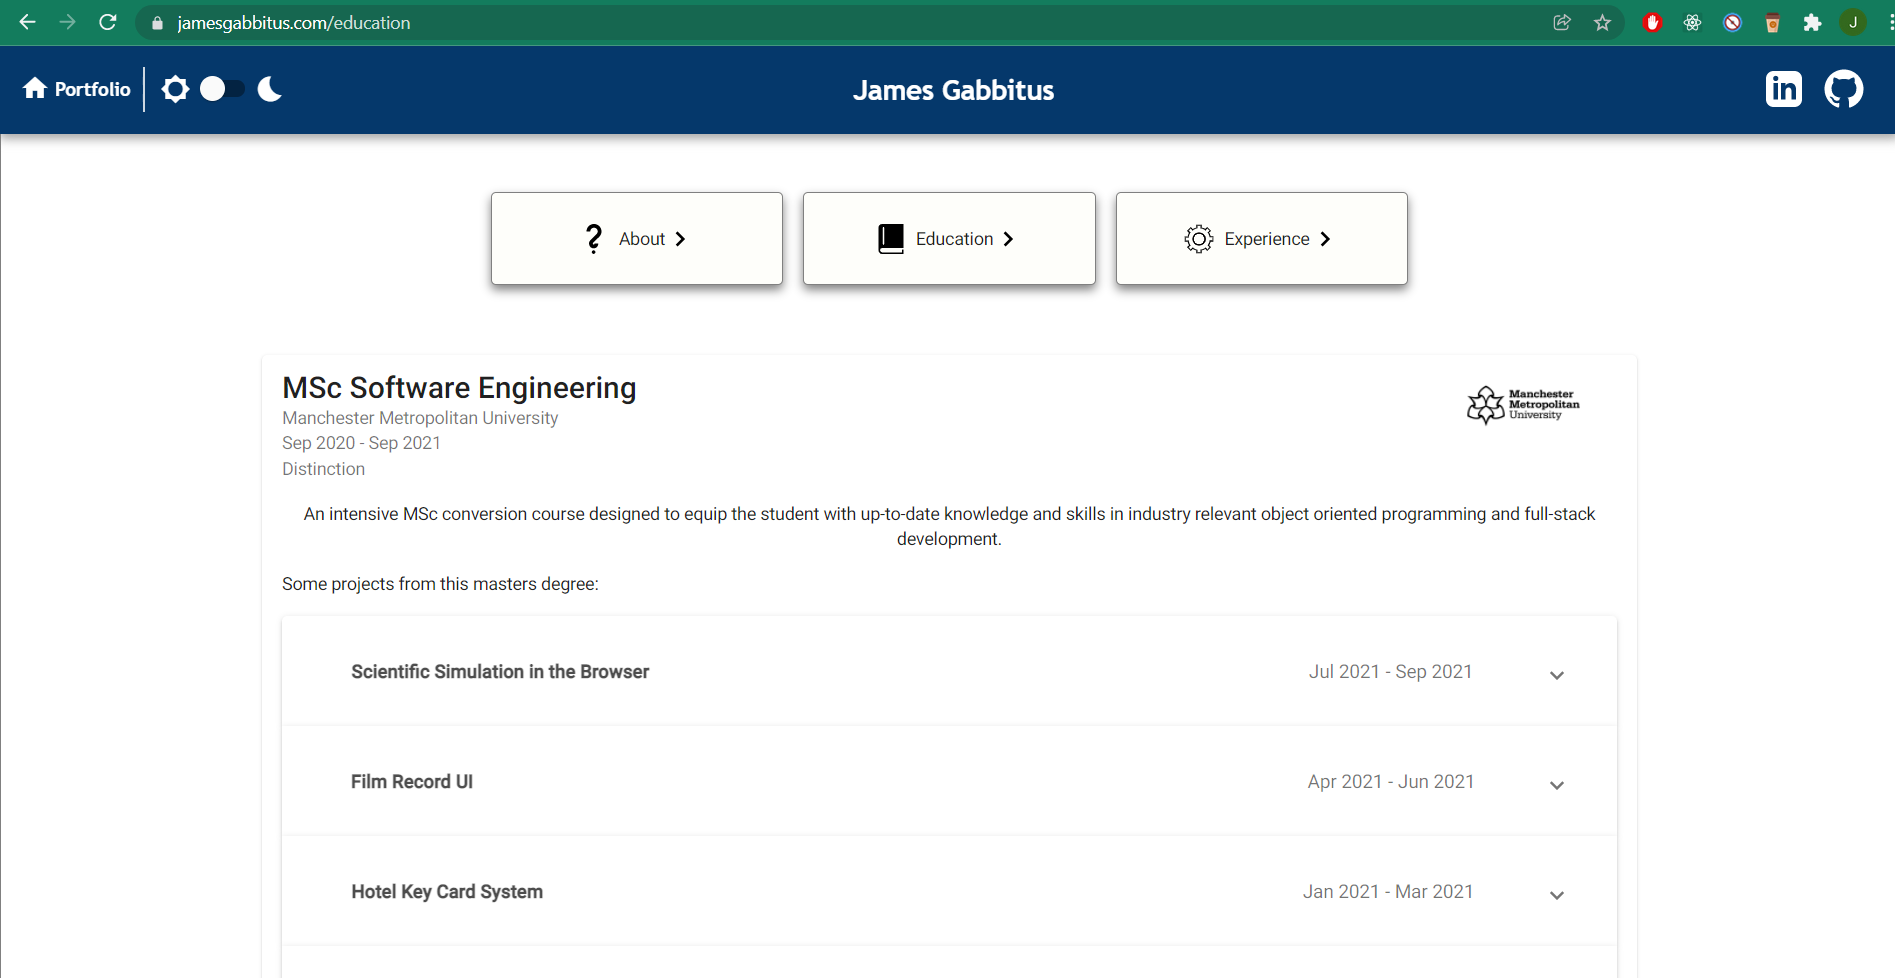 jamesgabbitus.com/education
J
Portfolio
James Gabbitus
in
? About
Education
Experience
MSc Software Engineering
Manchester Metropolitan University
Sep 2020 - Sep 2021
Distinction
Manchester
Metropolitan
University
An intensive MSc conversion course designed to equip the student with up-to-date knowledge and skills in industry relevant object oriented programming and full-stack
development.
Some projects from this masters degree:
Scientific Simulation in the Browser Jul 2021 - Sep 2021
Film Record UI Apr 2021 - Jun 2021
Hotel Key Card System Jan 2021 - Mar 2021